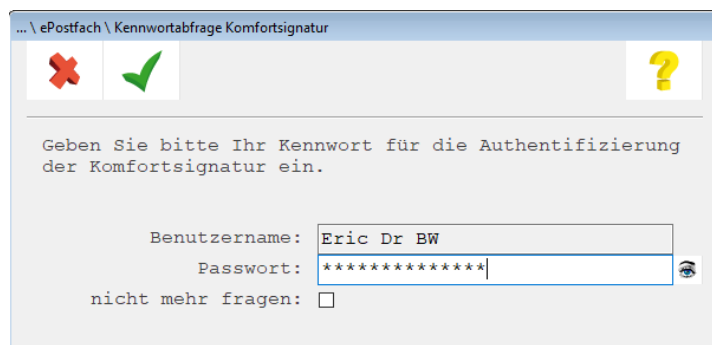 ... \ ePostfach \ Kennwortabfrage Komfortsignatur
?
Geben Sie bitte Ihr Kennwort für die Authentifizierung
der Komfortsignatur ein.
Benutzername: Eric Dr BW
Passwort: **************
nicht mehr fragen: